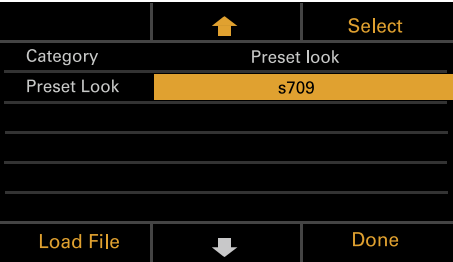 Select
Category Preset look
Preset Look s709
Load File Done